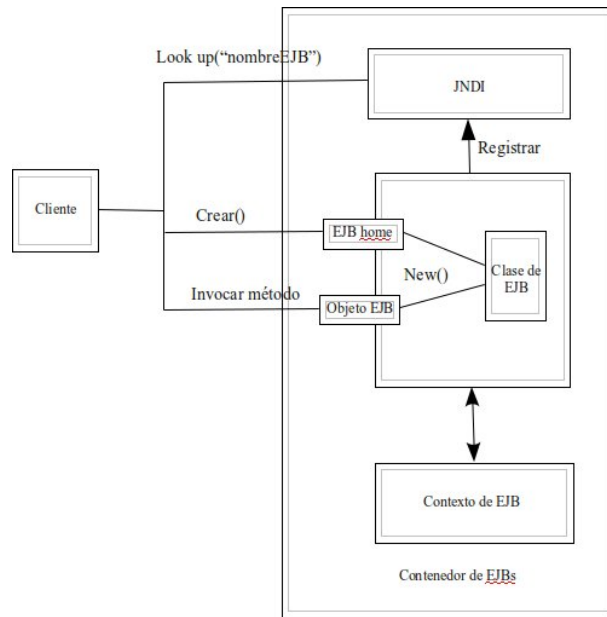 Look up(“nombreEJB”)
JNDI
Registrar
Cliente
Crear()
EJB home
Clase de
EJB
New()
Invocar método
Objeto EJB
Contexto de EJB
Contenedor de EJBs